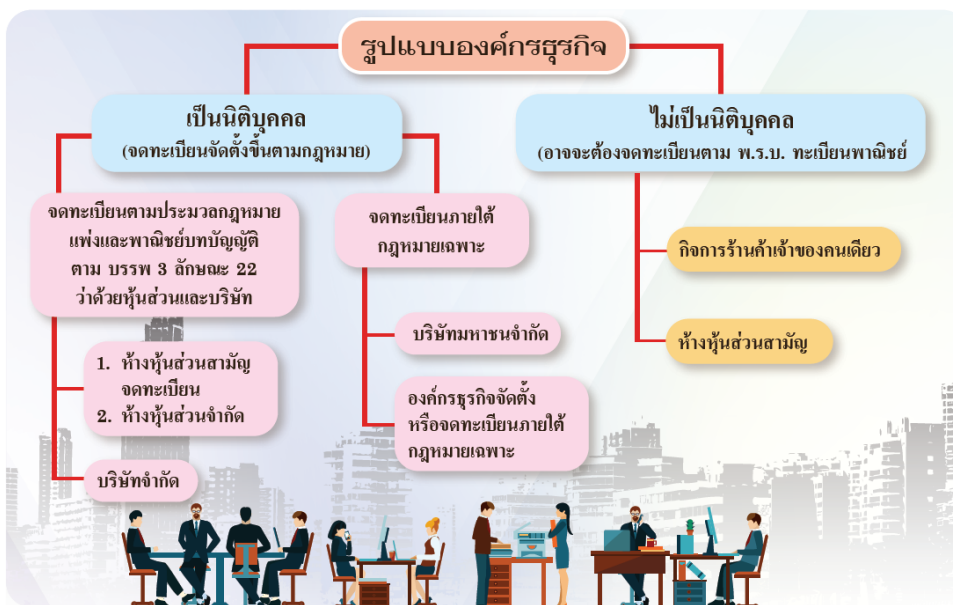 รูปแบบองค์กรธุรกิจ
เป็นนิติบุคคล
(จดทะเบียนจัดตั้งขึ้นตามกฎหมาย)
จดทะเบียนตามประมวลกฎหมาย
แพ่งและพาณิชย์บทบัญญัติ
ตาม บรรพ 3 ลักษณะ 22
ว่าด้วยหุ้นส่วนและบริษัท
1. ห้างหุ้นส่วนสามัญ
จดทะเบียน
2. ห้างหุ้นส่วนจำกัด
บริษัทจำกัด
จดทะเบียนภายใต้
กฎหมายเฉพาะ
บริษัทมหาชนจำกัด
องค์กรธุรกิจจัดตั้ง
หรือจดทะเบียนภายใต้
กฎหมายเฉพาะ
ไม่เป็นนิติบุคคล
(อาจจะต้องจดทะเบียนตาม พ.ร.บ. ทะเบียนพาณิชย์
กิจการร้านค้าเจ้าของคนเดียว
ห้างหุ้นส่วนสามัญ